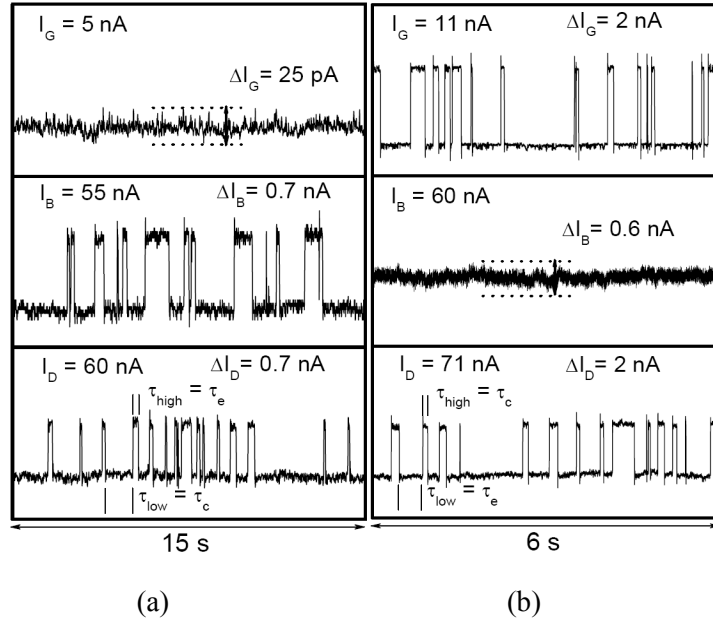 I_G = 5 nA
ΔI_G = 25 pA
I_B = 55 nA ΔI_B = 0.7 nA
I_D = 60 nA ΔI_D = 0.7 nA
τ_high = τ_e
τ_low = τ_c
15 s
(a)
I_G = 11 nA ΔI_G = 2 nA
I_B = 60 nA
ΔI_B = 0.6 nA
I_D = 71 nA ΔI_D = 2 nA
τ_high = τ_c
τ_low = τ_e
6 s
(b)